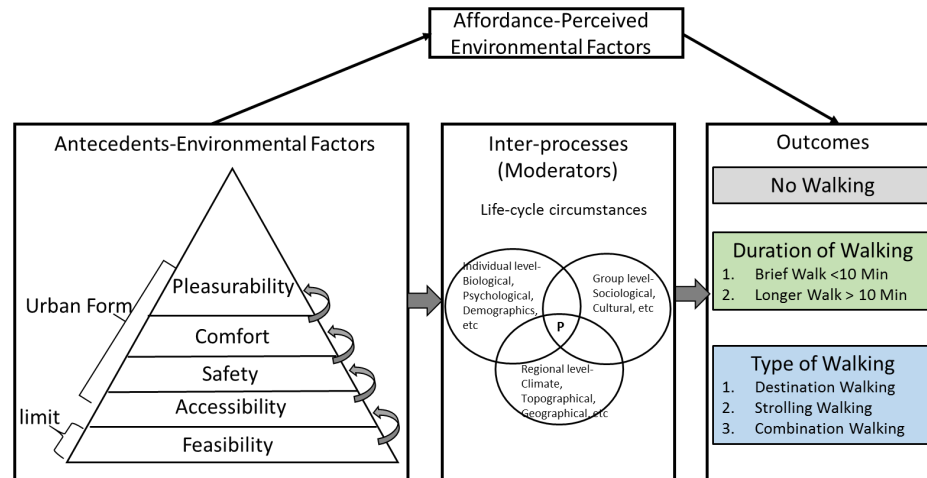 Affordance-Perceived
Environmental Factors
Antecedents-Environmental Factors
Urban Form
limit
Pleasurability
Comfort
Safety
Accessibility
Feasibility
Inter-processes
(Moderators)
Life-cycle circumstances
Individual level-
Biological,
Psychological,
Demographics,
etc
Group level-
Sociological,
Cultural, etc
P
Regional level-
Climate,
Topographical,
Geographical, etc
Outcomes
No Walking
Duration of Walking
1. Brief Walk <10 Min
2. Longer Walk > 10 Min
Type of Walking
1. Destination Walking
2. Strolling Walking
3. Combination Walking